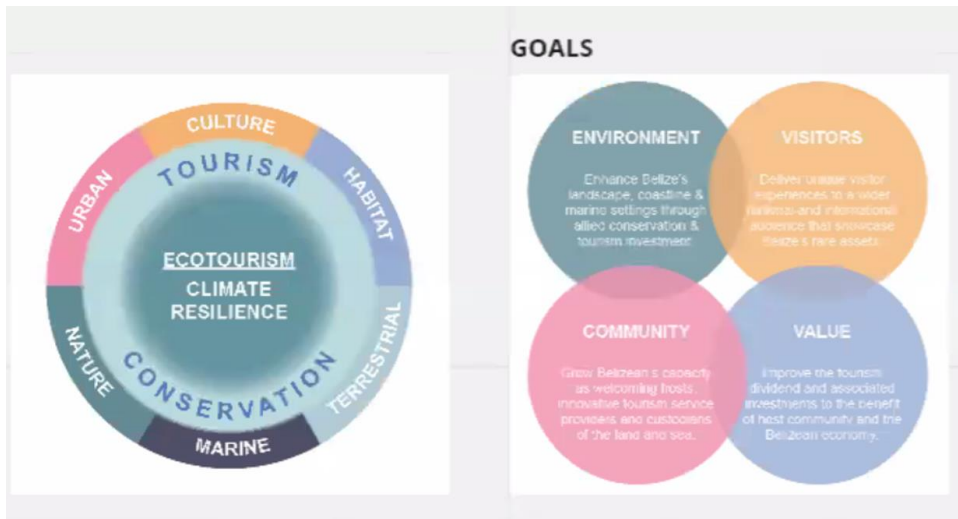 CULTURE
URBAN
HABITAT
TOURISM
ECOTOURISM
CLIMATE
RESILIENCE
CONSERVATION
NATURE
TERRESTRIAL
MARINE
GOALS
ENVIRONMENT
Enhance Belize's
landscape, coastline &
marine settings through
allied conservation &
tourism investment.
VISITORS
Deliver unique visitor
experiences to a wider
and international
audience that showcase
Belize's rare assets.
COMMUNITY
Grow Belizean's capacity
as welcoming hosts,
innovative tourism service
providers and custodians
of the land and sea.
VALUE
Improve the tourism
dividend and associated
investments to the benefit
of host community and the
Belizean economy.